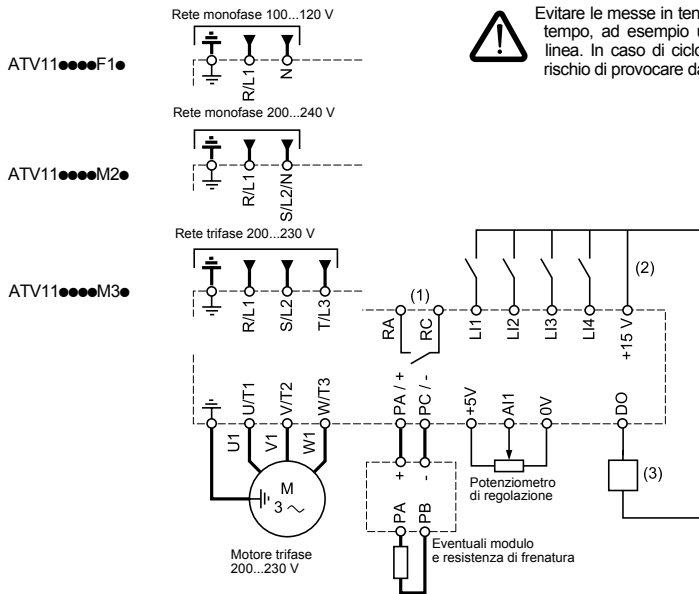 Rete monofase 100...120 V
ATV11●●●●F1●
R/L1
N
Evitare le messe in
tempo, ad esempio
linea. In caso di
rischio di provocare
Rete monofase 200...240 V
ATV11●●●●M2●
R/L1
S/L2/N
Rete trifase 200...230 V
ATV11●●●●M3●
R/L1
S/L2
T/L3
(1)
RA
RC
LI1
LI2
LI3
LI4
+15 V
(2)
U/T1
V/T2
W/T3
PA / +
PC / -
+5V
AI1
0V
DO
U1
V1
W1
M
3 ~
Motore trifase
200...230 V
+
-
PA
PB
Eventuali modulo
e resistenza di frenatura
Potenziometro
di regolazione
(3)